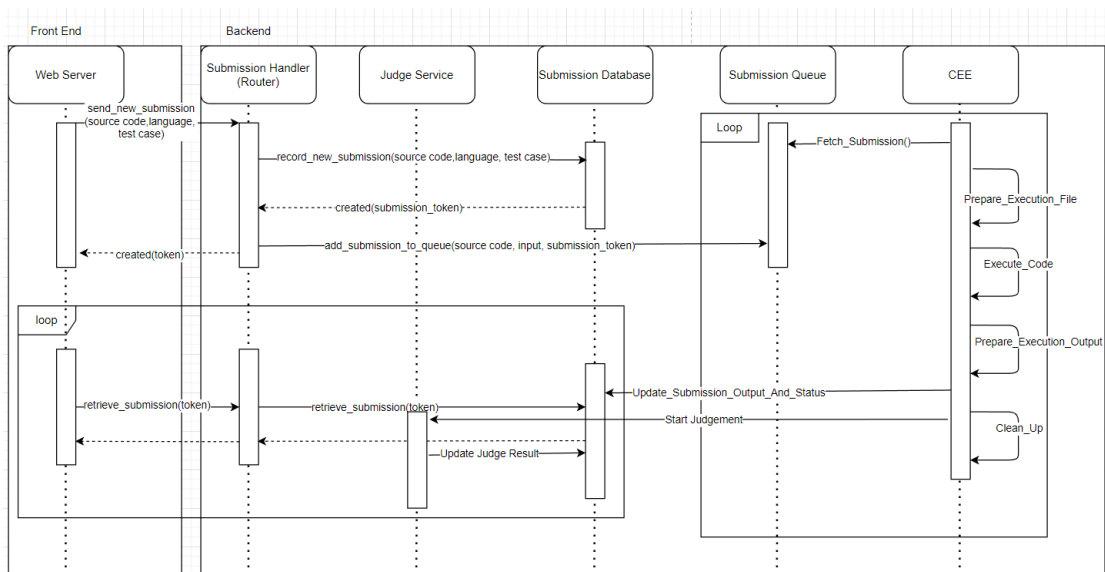 Front End
Backend
Web Server
Submission Handler
(Router)
Judge Service
Submission Database
Submission Queue
CEE
send_new_submission
(source code,language,
test case)
Loop
Fetch_Submission()
record_new_submission(source code,language, test case)
Prepare_Execution_File
created(submission_token)
add_submission_to_queue(source code, input, submission_token)
created(token)
Execute_Code
loop
Prepare_Execution_Output
Update_Submission_Output_And_Status
retrieve_submission(token)
retrieve_submission(token)
Start Judgement
Clean_Up
Update Judge Result